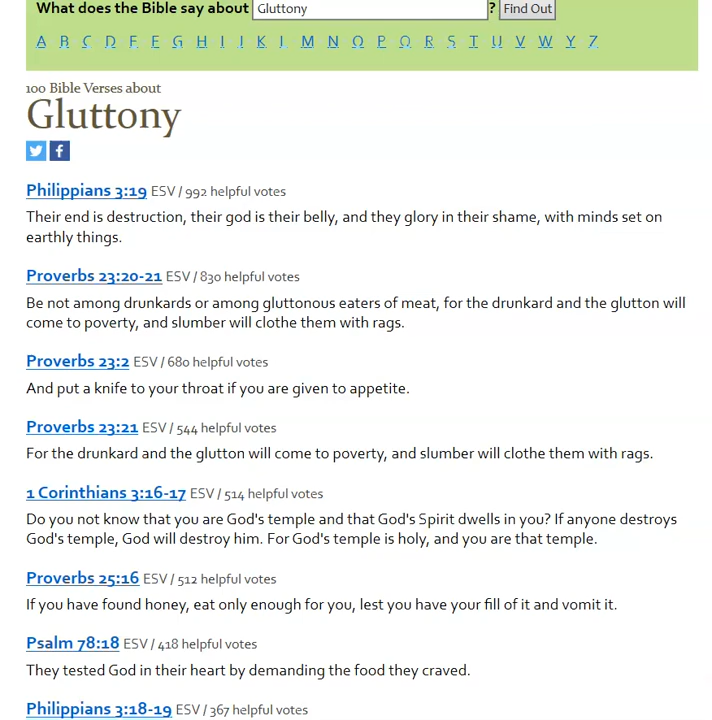 What does the Bible say about Gluttony ? Find Out
A B C D E F G H I J K L M N O P Q R S T U V W Y Z
100 Bible Verses about
Gluttony
Philippians 3:19 ESV / 992 helpful votes
Their end is destruction, their god is their belly, and they glory in their shame, with minds set on
earthly things.
Proverbs 23:20-21 ESV / 830 helpful votes
Be not among drunkards or among gluttonous eaters of meat, for the drunkard and the glutton will
come to poverty, and slumber will clothe them with rags.
Proverbs 23:2 ESV / 680 helpful votes
And put a knife to your throat if you are given to appetite.
Proverbs 23:21 ESV / 544 helpful votes
For the drunkard and the glutton will come to poverty, and slumber will clothe them with rags.
1 Corinthians 3:16-17 ESV / 514 helpful votes
Do you not know that you are God's temple and that God's Spirit dwells in you? If anyone destroys
God's temple, God will destroy him. For God's temple is holy, and you are that temple.
Proverbs 25:16 ESV / 512 helpful votes
If you have found honey, eat only enough for you, lest you have your fill of it and vomit it.
Psalm 78:18 ESV / 418 helpful votes
They tested God in their heart by demanding the food they craved.
Philippians 3:18-19 ESV / 367 helpful votes